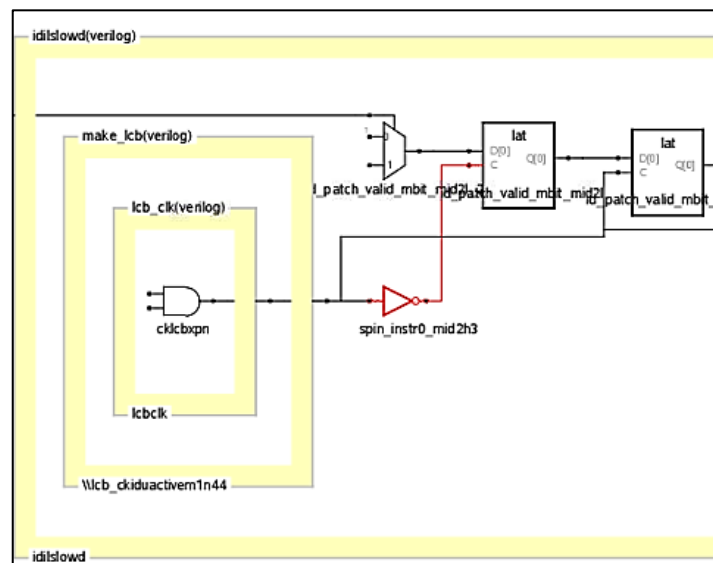 idilslowd(verilog)
make_lcb(verilog)
0
1
lat
D[0]
C
Q[0]
lat
D[0]
C
Q[0]
lcb_clk(verilog)
cklcbxpn
spin_instr0_mid2h3
lcbclk
\\lcb_ckiduactivem1n44
idilslowd